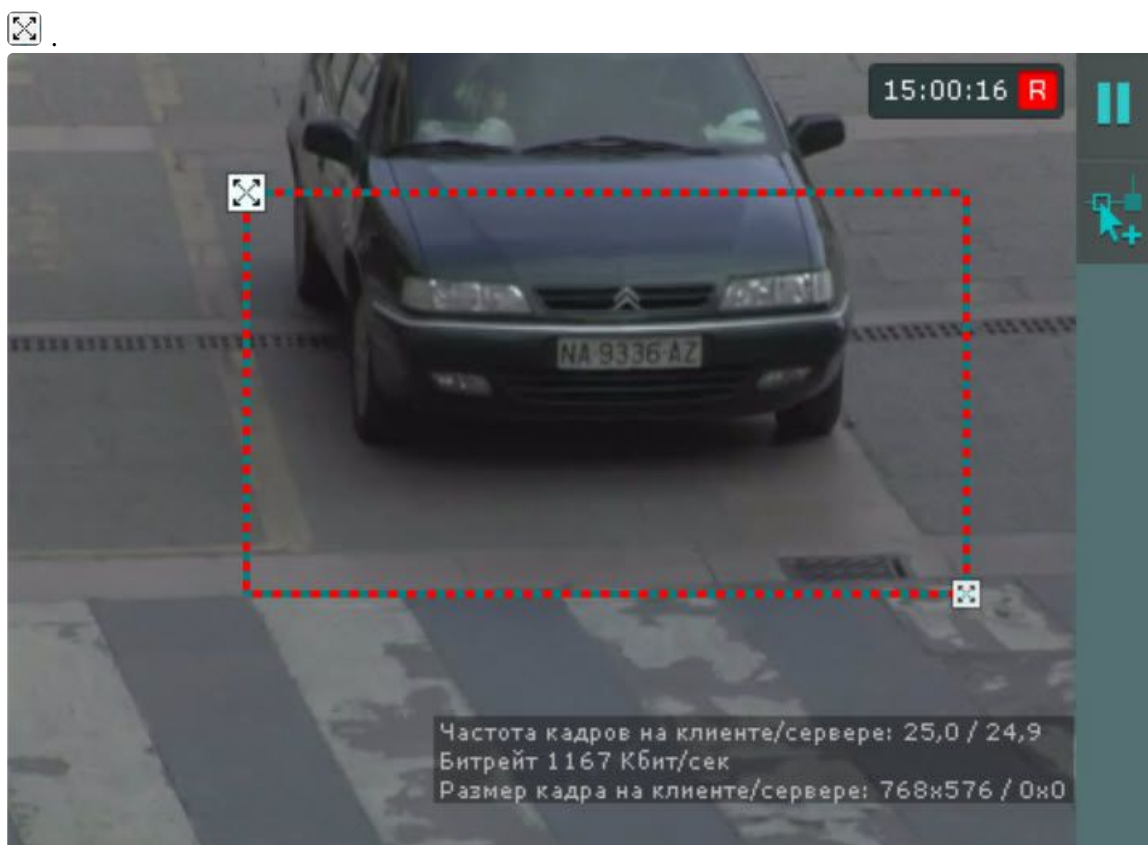 .
15:00:16 R
NA 9336 AZ
Частота кадров на клиенте/сервере: 25,0 / 24,9
Битрейт 1167 Кбит/сек
Размер кадра на клиенте/сервере: 768x576 / 0x0